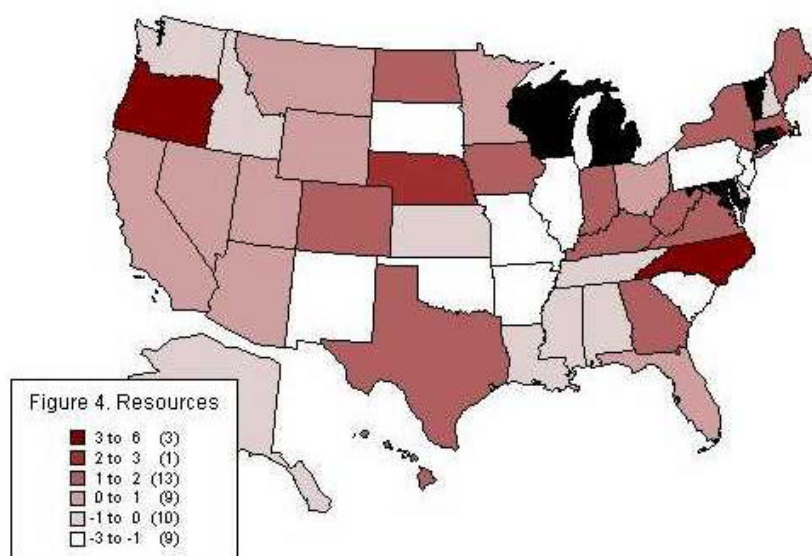 Figure 4. Resources
3 to 6 (3)
2 to 3 (1)
1 to 2 (13)
0 to 1 (9)
-1 to 0 (10)
-3 to -1 (9)